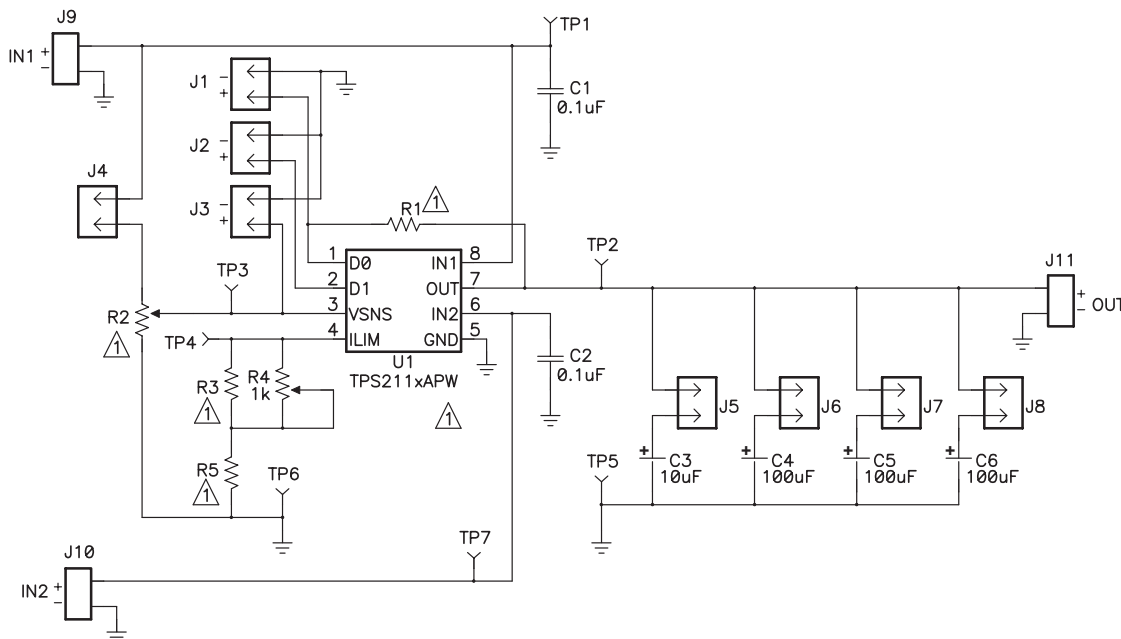 J9
IN1 + -
TP1
C1
0.1uF
J1 - +
J2 - +
J3 - +
J4
R1 1
TP2
J11
+ - OUT
1 D0
2 D1
3 VSNS
4 ILIM
IN1 8
OUT 7
IN2 6
GND 5
U1
TPS211xAPW
1
TP3
TP4
R2
1
R3
1
R4
1k
R5
1
TP6
C2
0.1uF
J5
J6
J7
J8
+ C3
10uF
+ C4
100uF
+ C5
100uF
+ C6
100uF
TP5
TP7
J10
IN2 + -